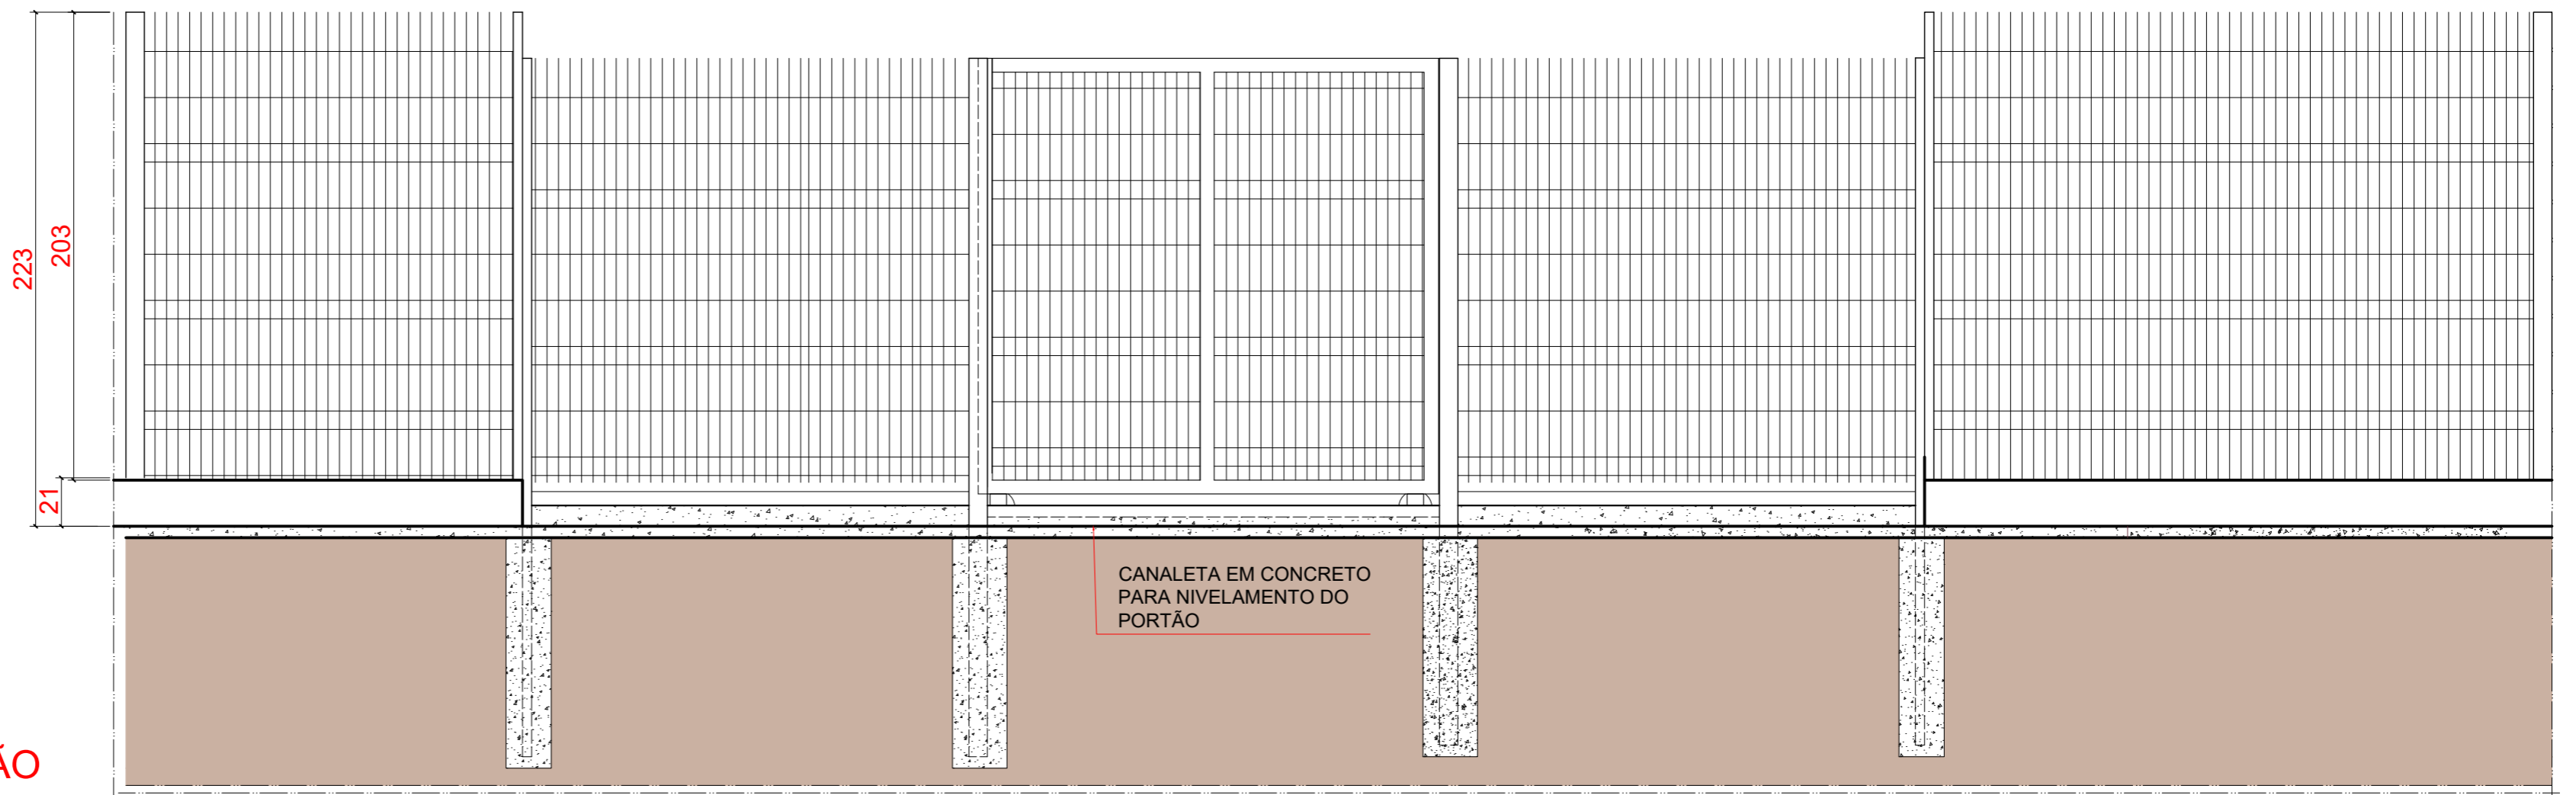 223
203
21
CANALETA EM CONCRETO
PARA NIVELAMENTO DO
PORTÃO
ÃO